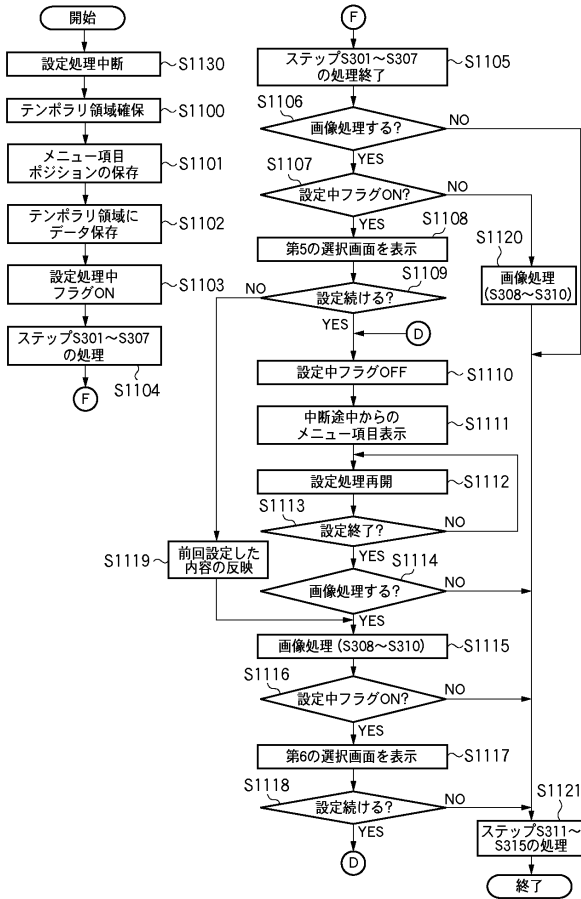 開始
設定処理中断
S1130
テンポラリ領域確保
S1100
メニュー項目
ポジションの保存
S1101
テンポラリ領域に
データ保存
S1102
設定処理中
フラグON
S1103
ステップS301～S307
の処理
S1104
F
F
ステップS301～S307
の処理終了
S1105
S1106
画像処理する?
NO
YES
S1107
設定中フラグON?
NO
YES
S1108
第5の選択画面を表示
S1120
画像処理
(S308～S310)
S1109
NO
設定続ける?
YES
D
設定中フラグOFF
S1110
中断途中からの
メニュー項目表示
S1111
設定処理再開
S1112
S1113
設定終了?
NO
YES
S1119
前回設定した
内容の反映
S1114
画像処理する?
NO
YES
画像処理(S308～S310)
S1115
S1116
設定中フラグON?
NO
YES
第6の選択画面を表示
S1117
S1118
設定続ける?
NO
YES
D
S1121
ステップS311～
S315の処理
終了